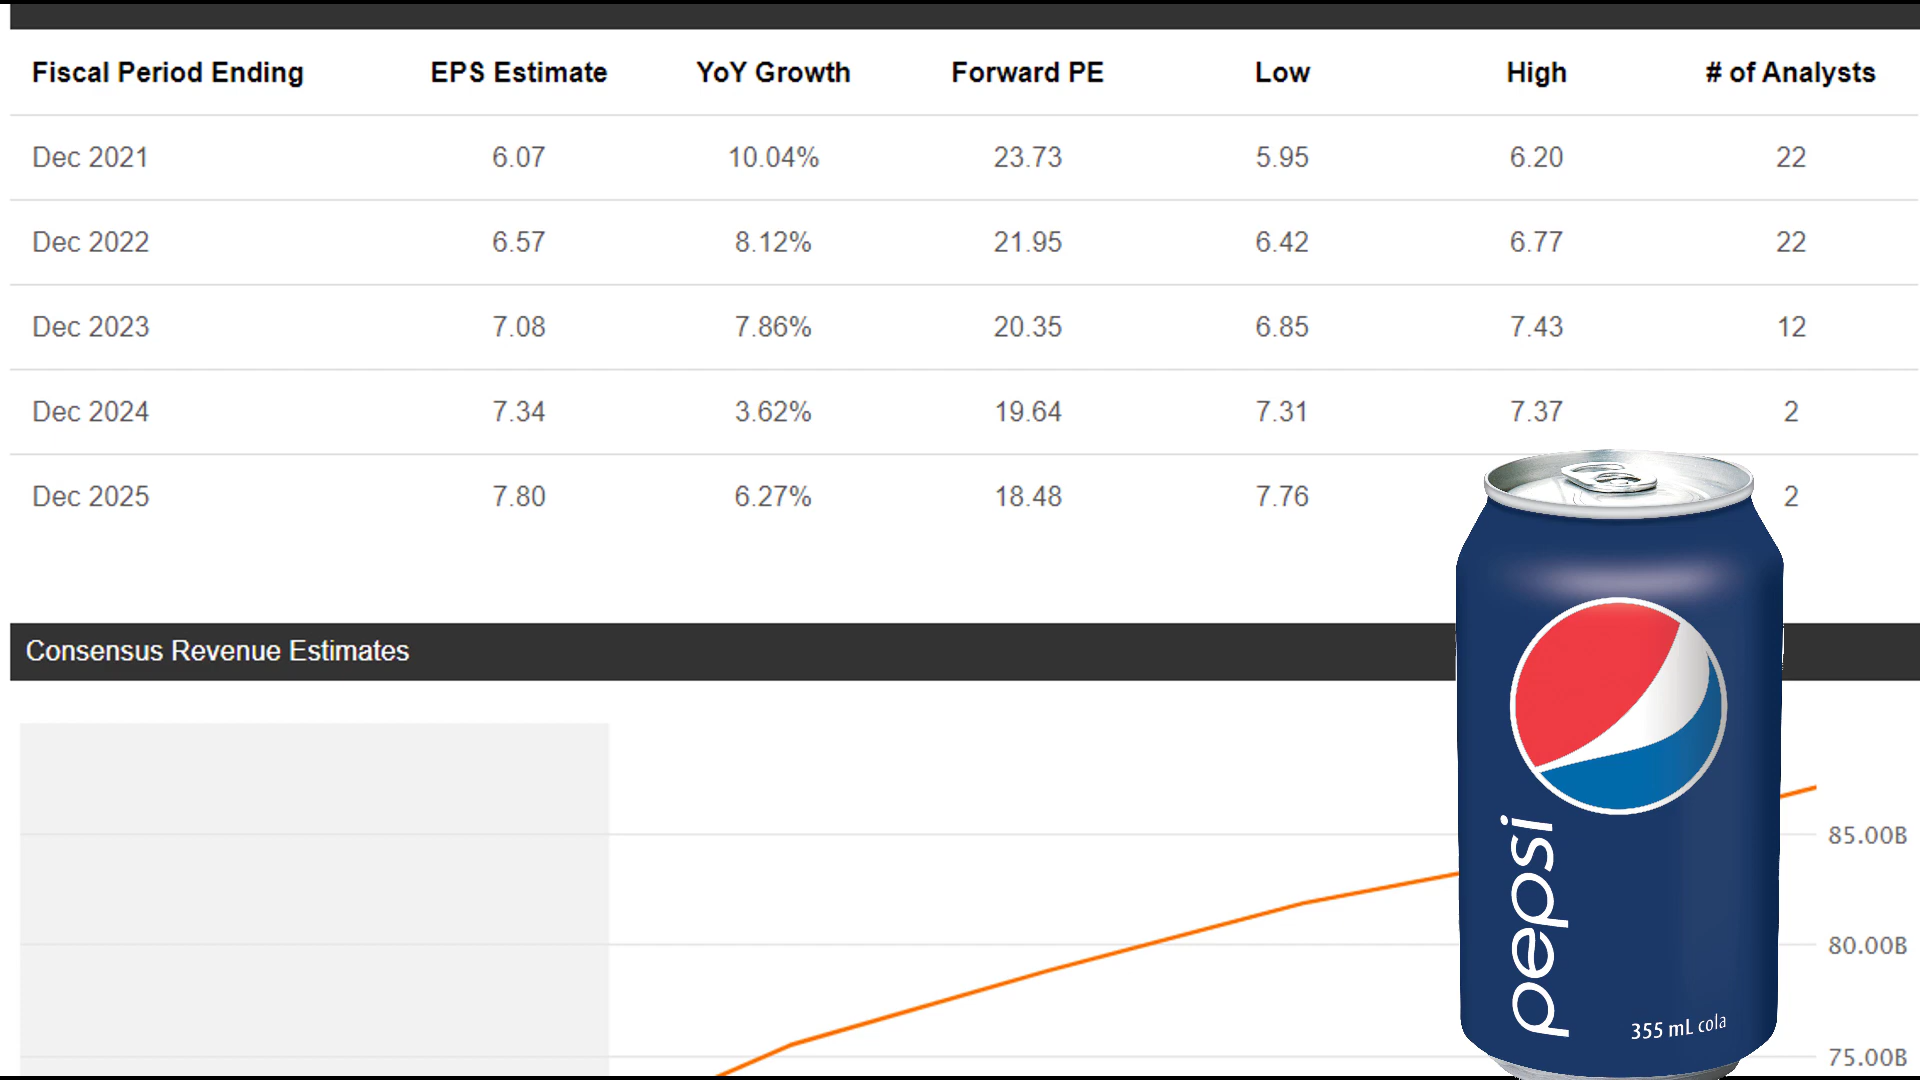 Fiscal Period Ending EPS Estimate YoY Growth Forward PE Low High # of Analysts
Dec 2021 6.07 10.04% 23.73 5.95 6.20 22
Dec 2022 6.57 8.12% 21.95 6.42 6.77 22
Dec 2023 7.08 7.86% 20.35 6.85 7.43 12
Dec 2024 7.34 3.62% 19.64 7.31 7.37 2
Dec 2025 7.80 6.27% 18.48 7.76 2
Consensus Revenue Estimates
85.00B
80.00B
75.00B
pepsi
355 mL cola